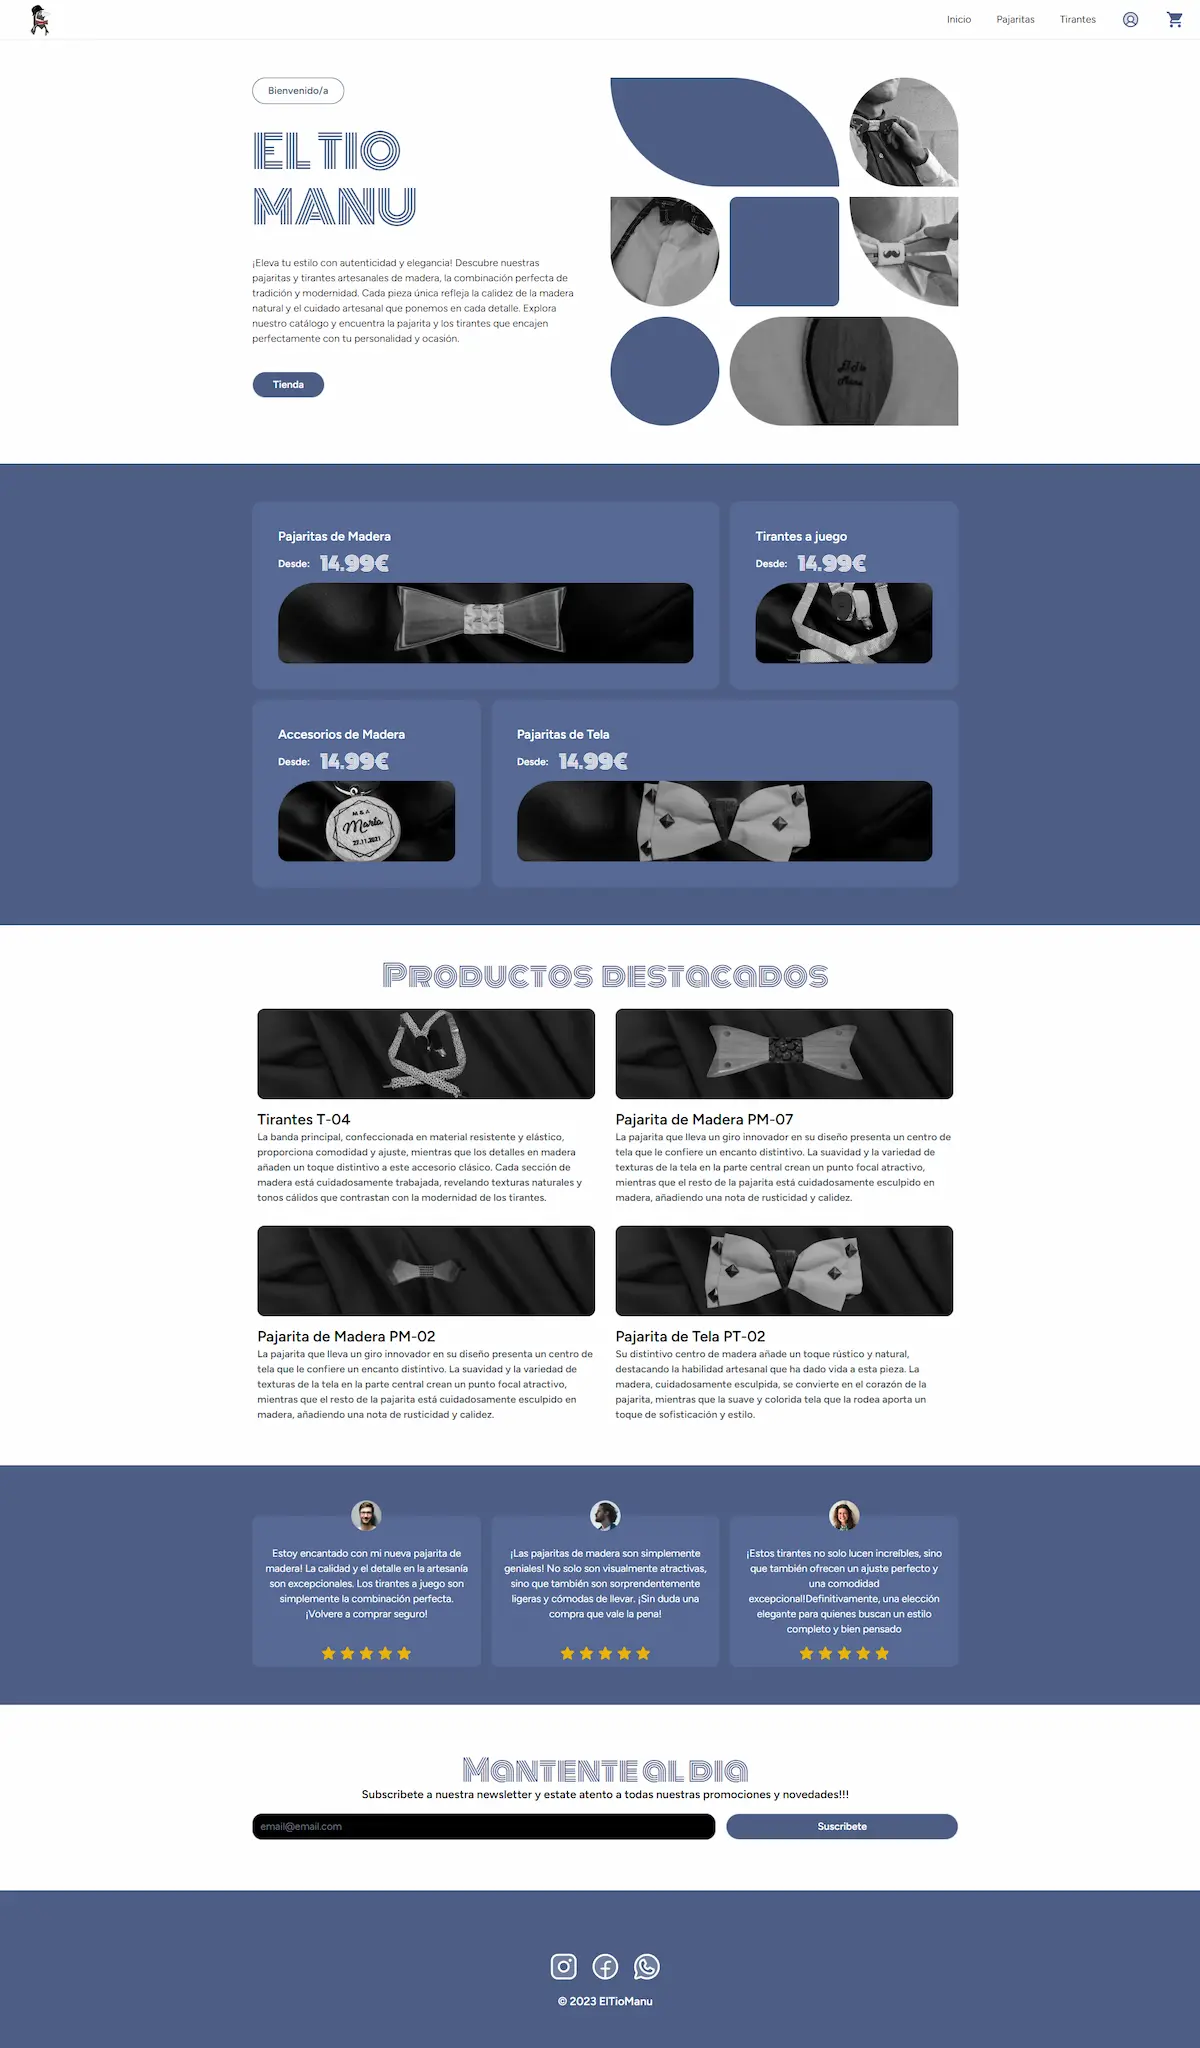 Inicio
Pajaritas
Tirantes
Bienvenido/a
EL TIO
MANU
¡Eleva tu estilo con autenticidad y elegancia! Descubre nuestras
pajaritas y tirantes artesanales de madera, la combinación perfecta de
tradición y modernidad. Cada pieza única refleja la calidez de la madera
natural y el cuidado artesanal que ponemos en cada detalle. Explora
nuestro catálogo y encuentra la pajarita y los tirantes que encajen
perfectamente con tu personalidad y ocasión.
Tienda
El Tio
Manu
Pajaritas de Madera
Desde: 14.99€
Tirantes a juego
Desde: 14.99€
Accesorios de Madera
Desde: 14.99€
María
27.11.2021
Pajaritas de Tela
Desde: 14.99€
Productos destacados
Tirantes T-04
La banda principal, confeccionada en material resistente y elástico,
proporciona comodidad y ajuste, mientras que los detalles en madera
añaden un toque distintivo a este accesorio clásico. Cada sección de
madera está cuidadosamente trabajada, revelando texturas naturales y
tonos cálidos que contrastan con la modernidad de los tirantes.
Pajarita de Madera PM-07
La pajarita que lleva un giro innovador en su diseño presenta un centro de
tela que le confiere un encanto distintivo. La suavidad y la variedad de
texturas de la tela en la parte central crean un punto focal atractivo,
mientras que el resto de la pajarita está cuidadosamente esculpido en
madera, añadiendo una nota de rusticidad y calidez.
Pajarita de Madera PM-02
La pajarita que lleva un giro innovador en su diseño presenta un centro de
tela que le confiere un encanto distintivo. La suavidad y la variedad de
texturas de la tela en la parte central crean un punto focal atractivo,
mientras que el resto de la pajarita está cuidadosamente esculpido en
madera, añadiendo una nota de rusticidad y calidez.
Pajarita de Tela PT-02
Su distintivo centro de madera añade un toque rústico y natural,
destacando la habilidad artesanal que ha dado vida a esta pieza. La
madera, cuidadosamente esculpida, se convierte en el corazón de la
pajarita, mientras que la suave y colorida tela que la rodea aporta un
toque de sofisticación y estilo.
Estoy encantado con mi nueva pajarita de
madera! La calidad y el detalle en la artesanía
son excepcionales. Los tirantes a juego son
simplemente la combinación perfecta.
¡Volvere a comprar seguro!
¡Las pajaritas de madera son simplemente
geniales! No solo son visualmente atractivas,
sino que también son sorprendentemente
ligeras y cómodas de llevar. ¡Sin duda una
compra que vale la pena!
¡Estos tirantes no solo lucen increíbles, sino
que también ofrecen un ajuste perfecto y
una comodidad
excepcional!Definitivamente, una elección
elegante para quienes buscan un estilo
completo y bien pensado
Mantente al dia
Subscribete a nuestra newsletter y estate atento a todas nuestras promociones y novedades!!!
email@email.com
Suscribete
© 2023 ElTioManu